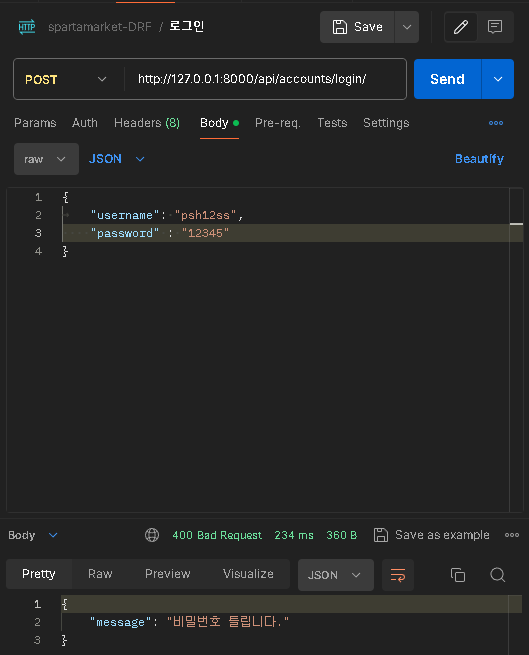 HTTP spartamarket-DRF / 로그인 Save
POST http://127.0.0.1:8000/api/accounts/login/ Send
Params Auth Headers (8) Body Pre-req. Tests Settings
raw JSON Beautify
1 {
2 "username": "psh12ss",
3 "password" : "12345"
4 }
Body 400 Bad Request 234 ms 360 B Save as example
Pretty Raw Preview Visualize JSON
1 {
2 "message": "비밀번호 틀립니다."
3 }